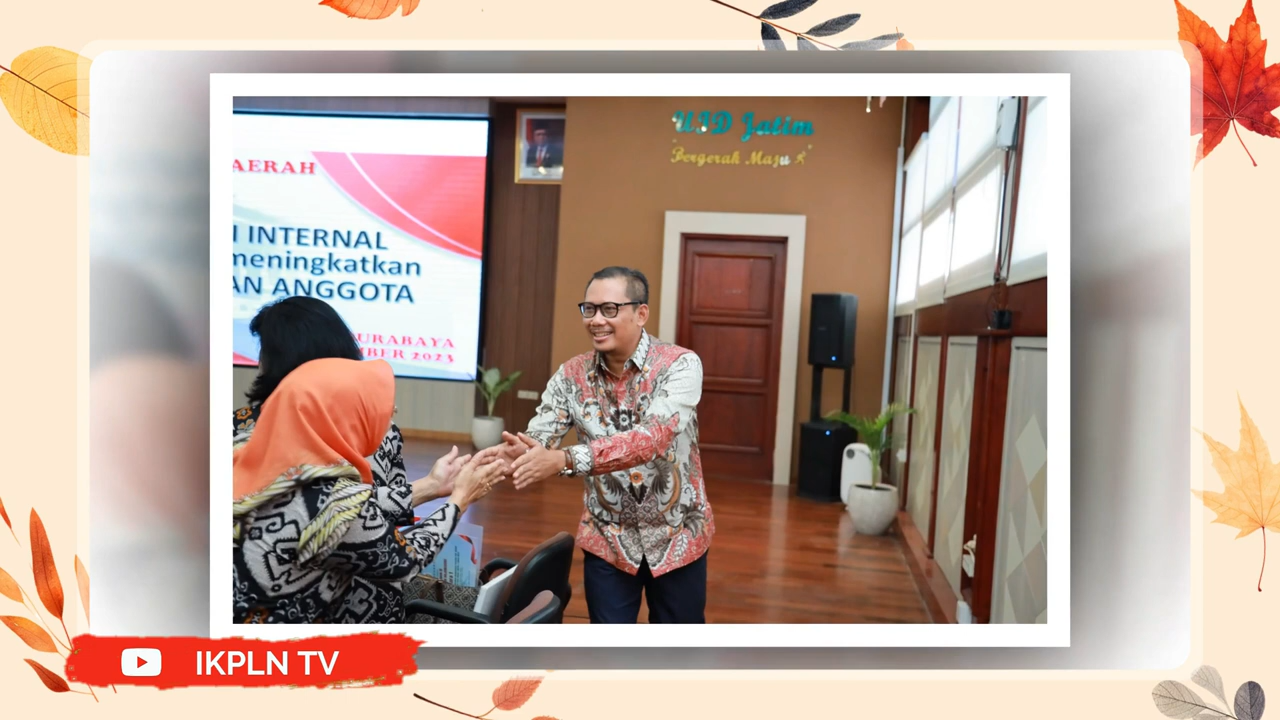 AERAH
I INTERNAL
meningkatkan
AN ANGGOTA
URABAYA
BER 2023
UID Jatim
"Bergerak Maju"
IKPLN TV